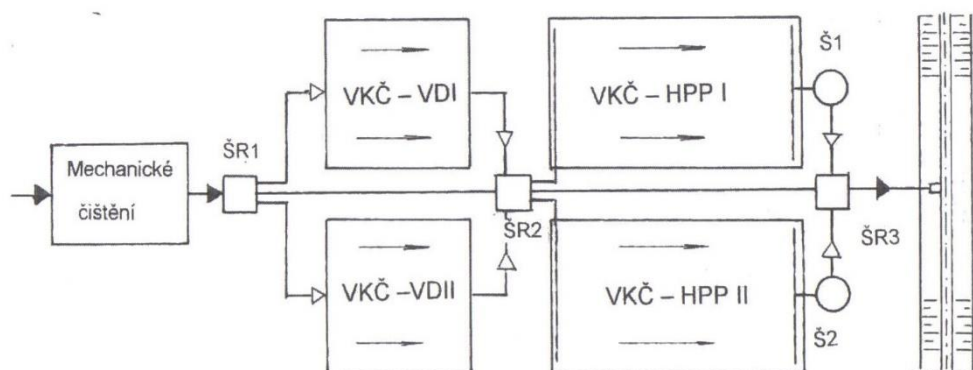 Š1
VKČ – VDI
VKČ – HPP I
ŠR1
Mechanické
čištění
ŠR2
ŠR3
VKČ –VDII
VKČ – HPP II
Š2